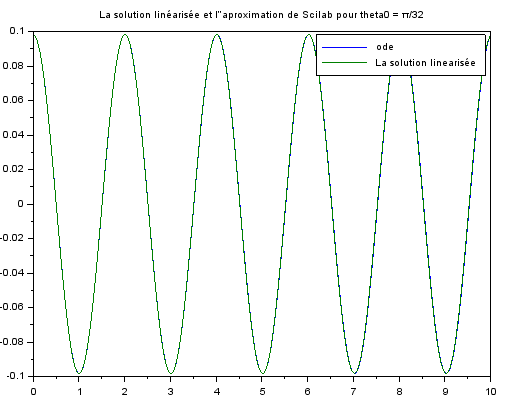 La solution linéarisée et l"aproximation de Scilab pour theta0 = π/32
0.1
0.08
0.06
0.04
0.02
0
-0.02
-0.04
-0.06
-0.08
-0.1
ode
La solution linearisée
0 1 2 3 4 5 6 7 8 9 10